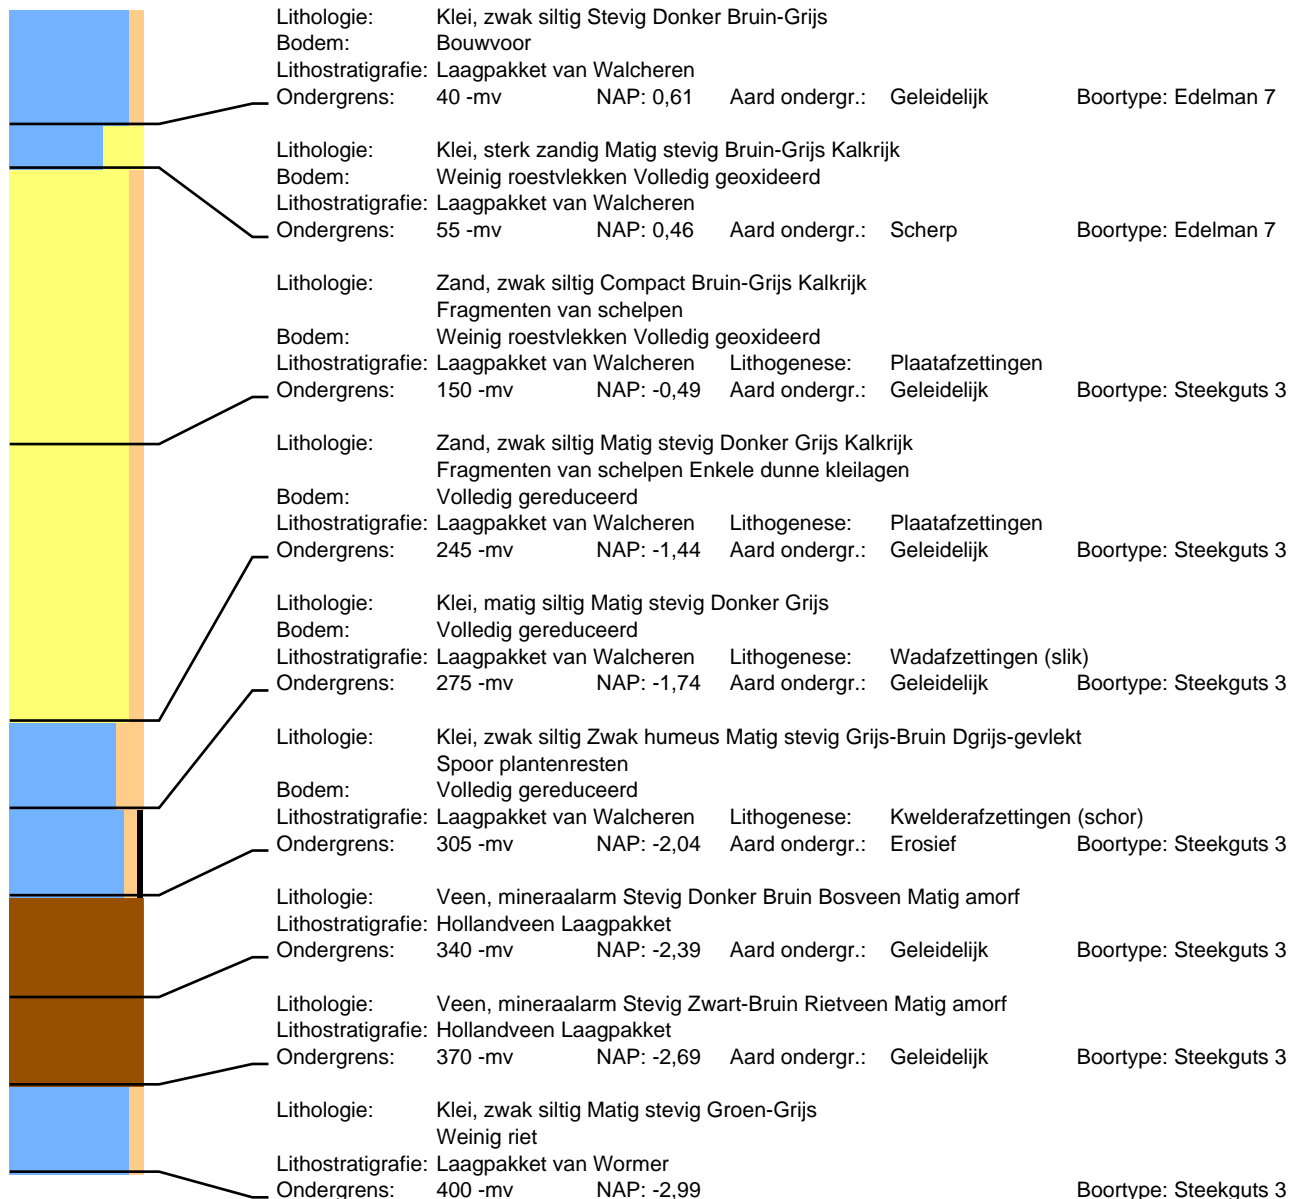 Lithologie: Klei, zwak siltig Stevig Donker Bruin-Grijs
Bodem: Bouwvoor
Lithostratigrafie: Laagpakket van Walcheren
Ondergrens: 40 -mv NAP: 0,61 Aard ondergr.: Geleidelijk Boortype: Edelman 7
Lithologie: Klei, sterk zandig Matig stevig Bruin-Grijs Kalkrijk
Bodem: Weinig roestvlekken Volledig geoxideerd
Lithostratigrafie: Laagpakket van Walcheren
Ondergrens: 55 -mv NAP: 0,46 Aard ondergr.: Scherp Boortype: Edelman 7
Lithologie: Zand, zwak siltig Compact Bruin-Grijs Kalkrijk
Fragmenten van schelpen
Bodem: Weinig roestvlekken Volledig geoxideerd
Lithostratigrafie: Laagpakket van Walcheren Lithogenese: Plaatafzettingen
Ondergrens: 150 -mv NAP: -0,49 Aard ondergr.: Geleidelijk Boortype: Steekguts 3
Lithologie: Zand, zwak siltig Matig stevig Donker Grijs Kalkrijk
Fragmenten van schelpen Enkele dunne kleilagen
Bodem: Volledig gereduceerd
Lithostratigrafie: Laagpakket van Walcheren Lithogenese: Plaatafzettingen
Ondergrens: 245 -mv NAP: -1,44 Aard ondergr.: Geleidelijk Boortype: Steekguts 3
Lithologie: Klei, matig siltig Matig stevig Donker Grijs
Bodem: Volledig gereduceerd
Lithostratigrafie: Laagpakket van Walcheren Lithogenese: Wadafzettingen (slik)
Ondergrens: 275 -mv NAP: -1,74 Aard ondergr.: Geleidelijk Boortype: Steekguts 3
Lithologie: Klei, zwak siltig Zwak humeus Matig stevig Grijs-Bruin Dgrijs-gevlekt
Spoor plantenresten
Bodem: Volledig gereduceerd
Lithostratigrafie: Laagpakket van Walcheren Lithogenese: Kwelderafzettingen (schor)
Ondergrens: 305 -mv NAP: -2,04 Aard ondergr.: Erosief Boortype: Steekguts 3
Lithologie: Veen, mineraalarm Stevig Donker Bruin Bosveen Matig amorf
Lithostratigrafie: Hollandveen Laagpakket
Ondergrens: 340 -mv NAP: -2,39 Aard ondergr.: Geleidelijk Boortype: Steekguts 3
Lithologie: Veen, mineraalarm Stevig Zwart-Bruin Rietveen Matig amorf
Lithostratigrafie: Hollandveen Laagpakket
Ondergrens: 370 -mv NAP: -2,69 Aard ondergr.: Geleidelijk Boortype: Steekguts 3
Lithologie: Klei, zwak siltig Matig stevig Groen-Grijs
Weinig riet
Lithostratigrafie: Laagpakket van Wormer
Ondergrens: 400 -mv NAP: -2,99 Boortype: Steekguts 3